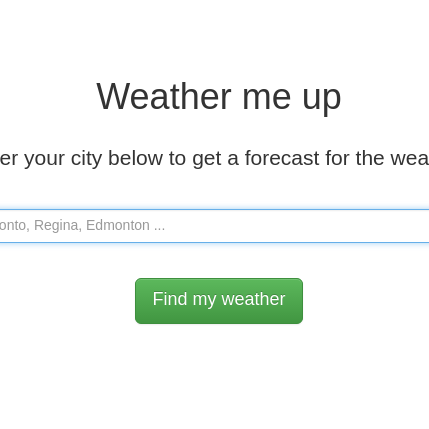 Weather me up
er your city below to get a forecast for the wea
onto, Regina, Edmonton ...
Find my weather